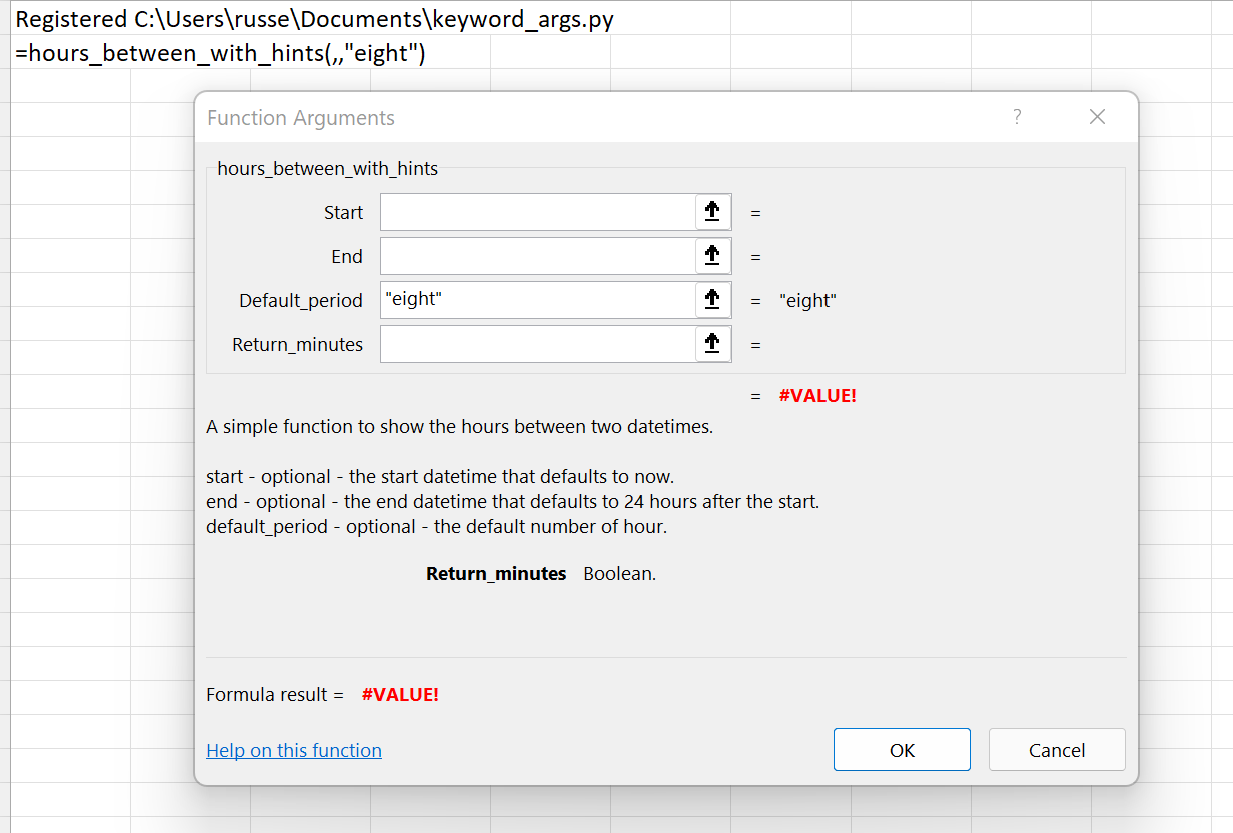 Registered C:\Users\russe\Documents\keyword_args.py
=hours_between_with_hints(,,"eight")
Function Arguments ?
hours_between_with_hints
Start =
End =
Default_period "eight" = "eight"
Return_minutes =
= #VALUE!
A simple function to show the hours between two datetimes.
start - optional - the start datetime that defaults to now.
end - optional - the end datetime that defaults to 24 hours after the start.
default_period - optional - the default number of hour.
Return_minutes Boolean.
Formula result = #VALUE!
Help on this function OK Cancel